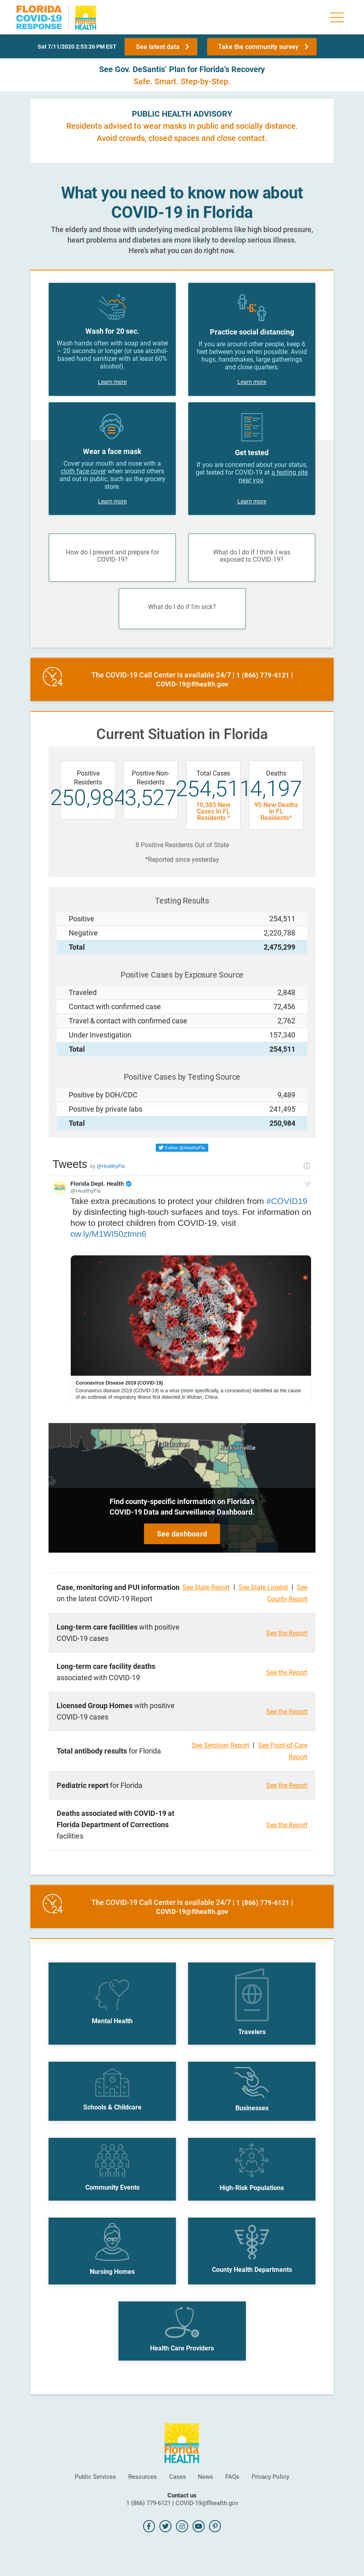 FLORIDA
COVID-19
RESPONSE
Florida
HEALTH
Sat 7/11/2020 2:53:26 PM EST
See latest data
Take the community survey
See Gov. DeSantis’ Plan for Florida’s Recovery
Safe. Smart. Step-by-Step.
PUBLIC HEALTH ADVISORY
Residents advised to wear masks in public and socially distance.
Avoid crowds, closed spaces and close contact.
What you need to know now about
COVID-19 in Florida
The elderly and those with underlying medical problems like high blood pressure,
heart problems and diabetes are more likely to develop serious illness.
Here’s what you can do right now.
Wash for 20 sec.
Wash hands often with soap and water
– 20 seconds or longer (or use alcohol-
based hand sanitizer with at least 60%
alcohol).
Learn more
6'
Practice social distancing
If you are around other people, keep 6
feet between you when possible. Avoid
hugs, handshakes, large gatherings
and close quarters.
Learn more
Wear a face mask
Cover your mouth and nose with a
cloth face cover when around others
and out in public, such as the grocery
store.
Learn more
Get tested
If you are concerned about your status,
get tested for COVID-19 at a testing site
near you.
Learn more
How do I prevent and prepare for
COVID-19?
What do I do if I think I was
exposed to COVID-19?
What do I do if I'm sick?
24
The COVID-19 Call Center is available 24/7 | 1 (866) 779-6121 |
COVID-19@flhealth.gov
Current Situation in Florida
Positive
Residents
250,984
Positive Non-
Residents
3,527
Total Cases
254,511
10,383 New
Cases in FL
Residents *
Deaths
4,197
95 New Deaths
in FL
Residents*
8 Positive Residents Out of State
*Reported since yesterday
Testing Results
Positive 254,511
Negative 2,220,788
Total 2,475,299
Positive Cases by Exposure Source
Traveled 2,848
Contact with confirmed case 72,456
Travel & contact with confirmed case 2,762
Under Investigation 157,340
Total 254,511
Positive Cases by Testing Source
Positive by DOH/CDC 9,489
Positive by private labs 241,495
Total 250,984
Follow @HealthyFla
Tweets by @HealthyFla
Florida Dept. Health
@HealthyFla
Take extra precautions to protect your children from #COVID19
by disinfecting high-touch surfaces and toys. For information on
how to protect children from COVID-19, visit
ow.ly/M1WI50ztmn6
Coronavirus Disease 2019 (COVID-19)
Coronavirus disease 2019 (COVID-19) is a virus (more specifically, a coronavirus) identified as the cause
of an outbreak of respiratory illness first detected in Wuhan, China.
Tallahassee
Jacksonville
Find county-specific information on Florida’s
COVID-19 Data and Surveillance Dashboard.
See dashboard
Case, monitoring and PUI information
on the latest COVID-19 Report
See State Report | See State Linelist | See
County Report
Long-term care facilities with positive
COVID-19 cases
See the Report
Long-term care facility deaths
associated with COVID-19
See the Report
Licensed Group Homes with positive
COVID-19 cases
See the Report
Total antibody results for Florida
See Serology Report | See Point-of-Care
Report
Pediatric report for Florida
See the Report
Deaths associated with COVID-19 at
Florida Department of Corrections
facilities
See the Report
24
The COVID-19 Call Center is available 24/7 | 1 (866) 779-6121 |
COVID-19@flhealth.gov
Mental Health
Travelers
Schools & Childcare
Businesses
Community Events
High-Risk Populations
Nursing Homes
County Health Departments
Health Care Providers
Florida
HEALTH
Public Services
Resources
Cases
News
FAQs
Privacy Policy
Contact us
1 (866) 779-6121 | COVID-19@flhealth.gov